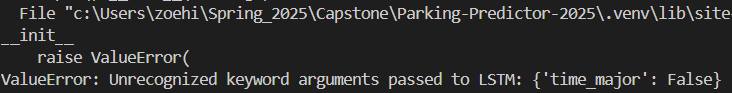 File "c:\Users\zoehi\Spring_2025\Capstone\Parking-Predictor-2025\.venv\lib\site
__init__
raise ValueError(
ValueError: Unrecognized keyword arguments passed to LSTM: {'time_major': False}